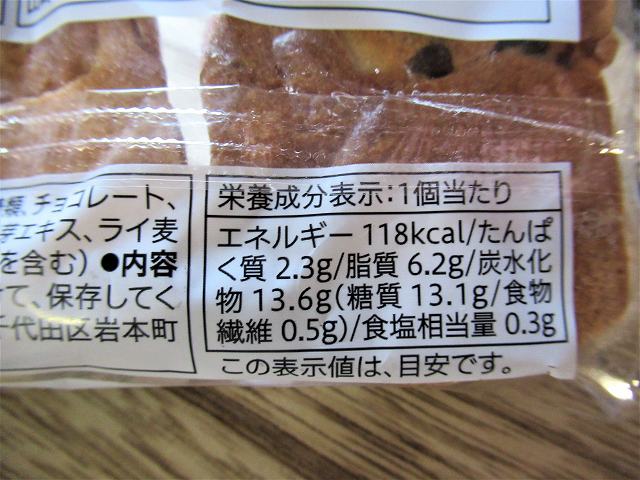 類、チョコレート、
芋エキス、ライ麦
を含む) ●内容
て、保存してく
千代田区岩本町
栄養成分表示:1個当たり
エネルギー 118kcal/たんぱ
く質 2.3g/脂質 6.2g/炭水化
物 13.6g(糖質 13.1g/食物
繊維 0.5g)/食塩相当量 0.3g
この表示値は、目安です。